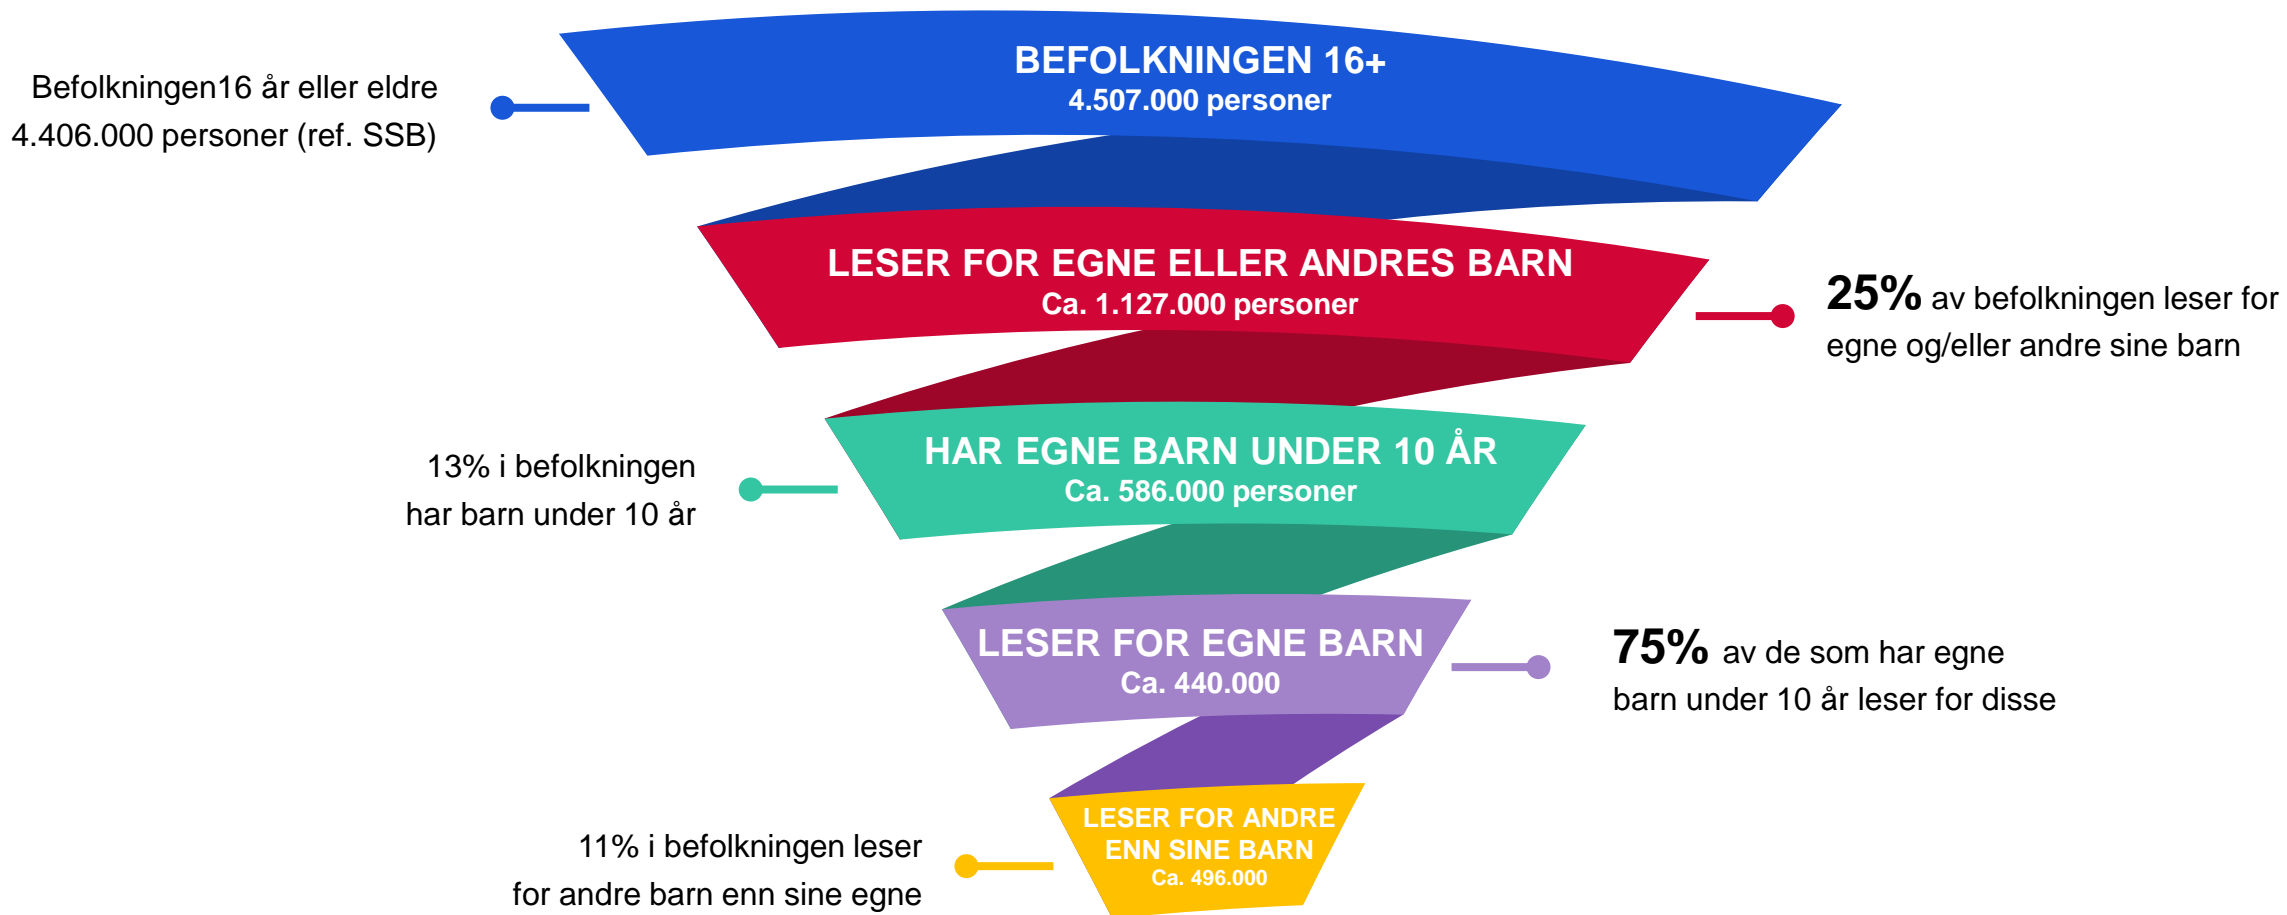 BEFOLKNINGEN 16+
4.507.000 personer
Befolkningen16 år eller eldre
4.406.000 personer (ref. SSB)
LESER FOR EGNE ELLER ANDRES BARN
Ca. 1.127.000 personer
25% av befolkningen leser for
egne og/eller andre sine barn
HAR EGNE BARN UNDER 10 ÅR
Ca. 586.000 personer
13% i befolkningen
har barn under 10 år
LESER FOR EGNE BARN
Ca. 440.000
75% av de som har egne
barn under 10 år leser for disse
LESER FOR ANDRE
ENN SINE BARN
Ca. 496.000
11% i befolkningen leser
for andre barn enn sine egne